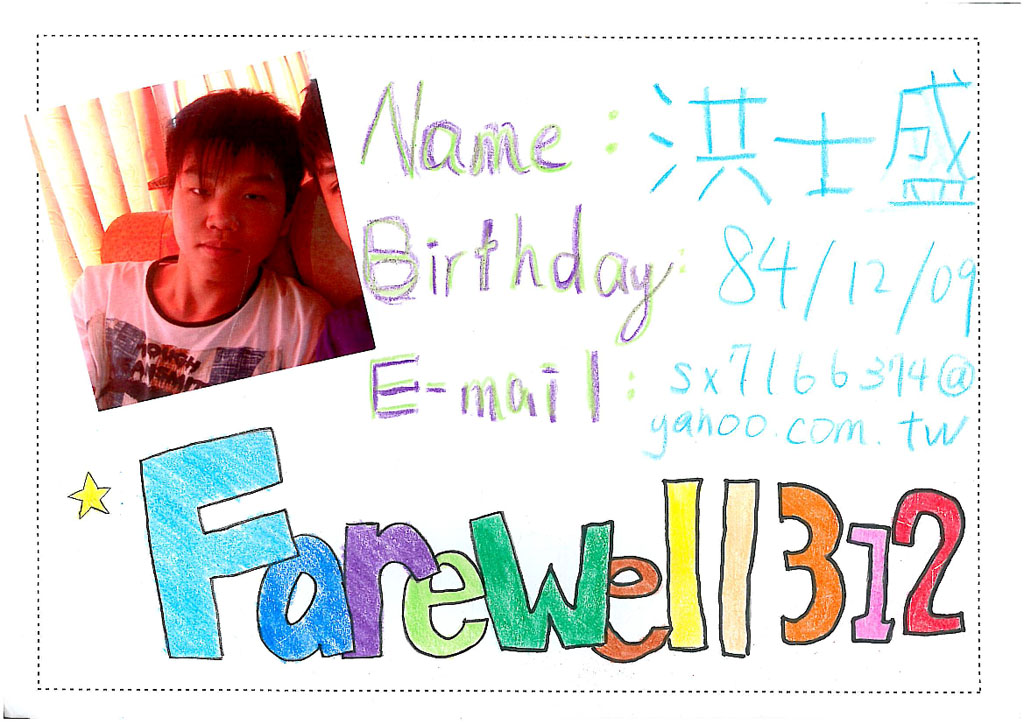 Name : 洪士盛
Birthday : 84/12/09
E-mail : sx7166374@
yahoo.com.tw
Farewell 312